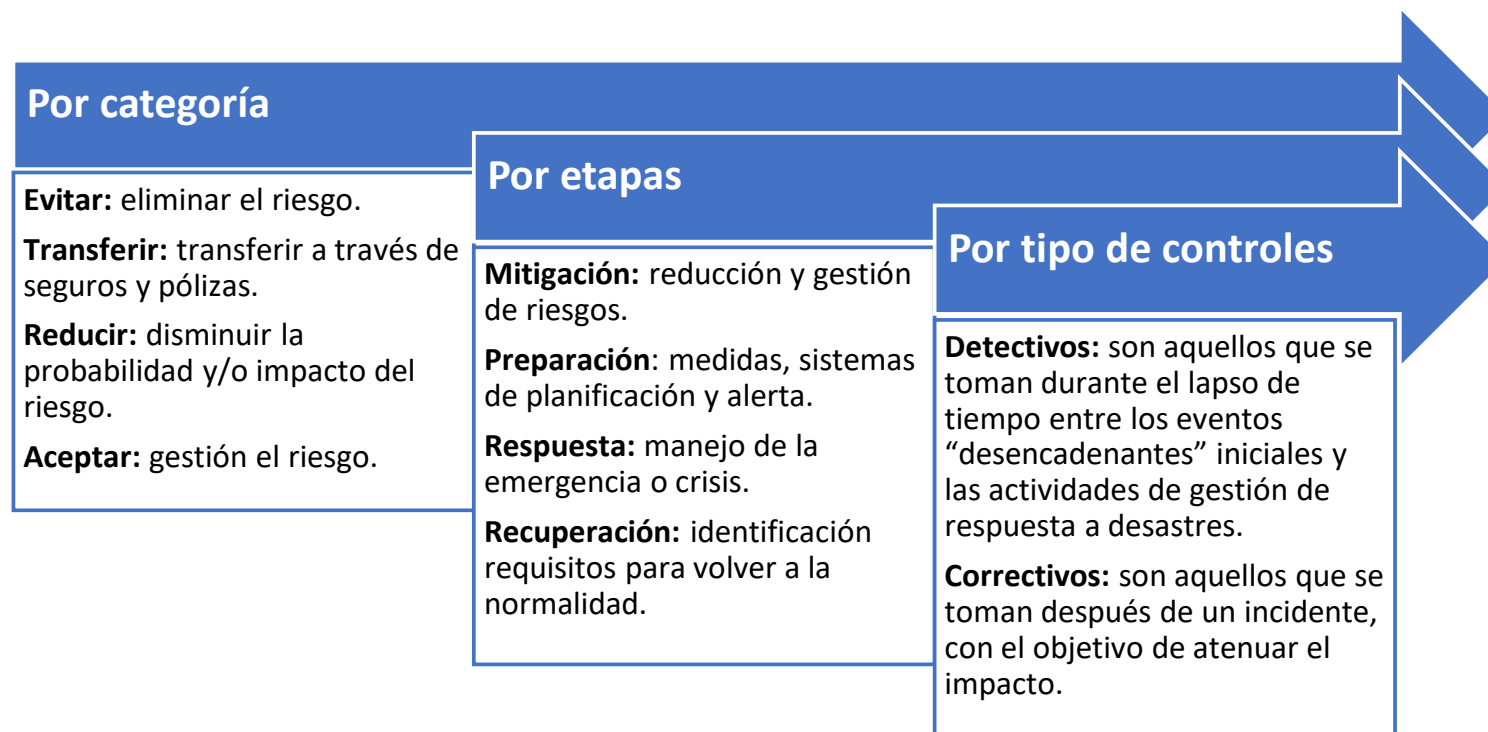 Por categoría
Evitar: eliminar el riesgo.
Transferir: transferir a través de
seguros y pólizas.
Reducir: disminuir la
probabilidad y/o impacto del
riesgo.
Aceptar: gestión el riesgo.
Por etapas
Mitigación: reducción y gestión
de riesgos.
Preparación: medidas, sistemas
de planificación y alerta.
Respuesta: manejo de la
emergencia o crisis.
Recuperación: identificación
requisitos para volver a la
normalidad.
Por tipo de controles
Detectivos: son aquellos que se
toman durante el lapso de
tiempo entre los eventos
“desencadenantes” iniciales y
las actividades de gestión de
respuesta a desastres.
Correctivos: son aquellos que se
toman después de un incidente,
con el objetivo de atenuar el
impacto.